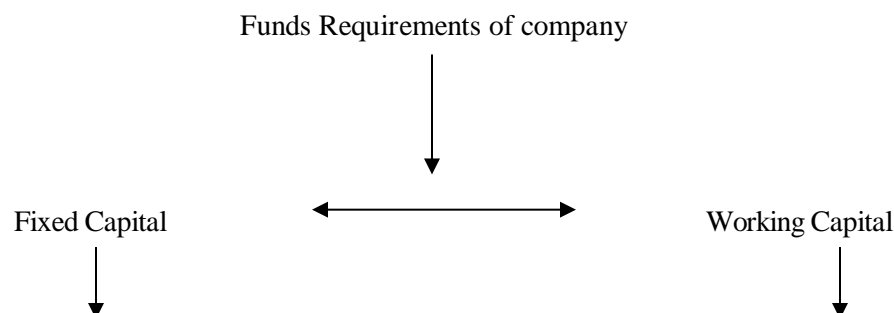 Funds Requirements of company
Fixed Capital Working Capital